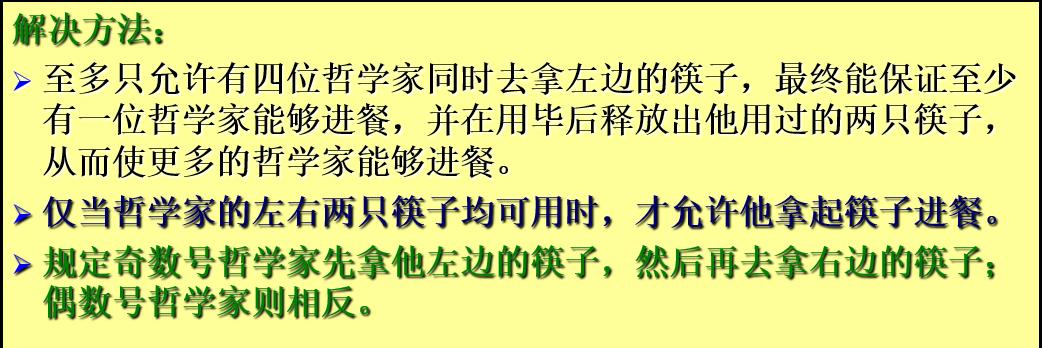 解决方法：
至多只允许有四位哲学家同时去拿左边的筷子，最终能保证至少
有一位哲学家能够进餐，并在用毕后释放出他用过的两只筷子，
从而使更多的哲学家能够进餐。
仅当哲学家的左右两只筷子均可用时，才允许他拿起筷子进餐。
规定奇数号哲学家先拿他左边的筷子，然后再去拿右边的筷子；
偶数号哲学家则相反。